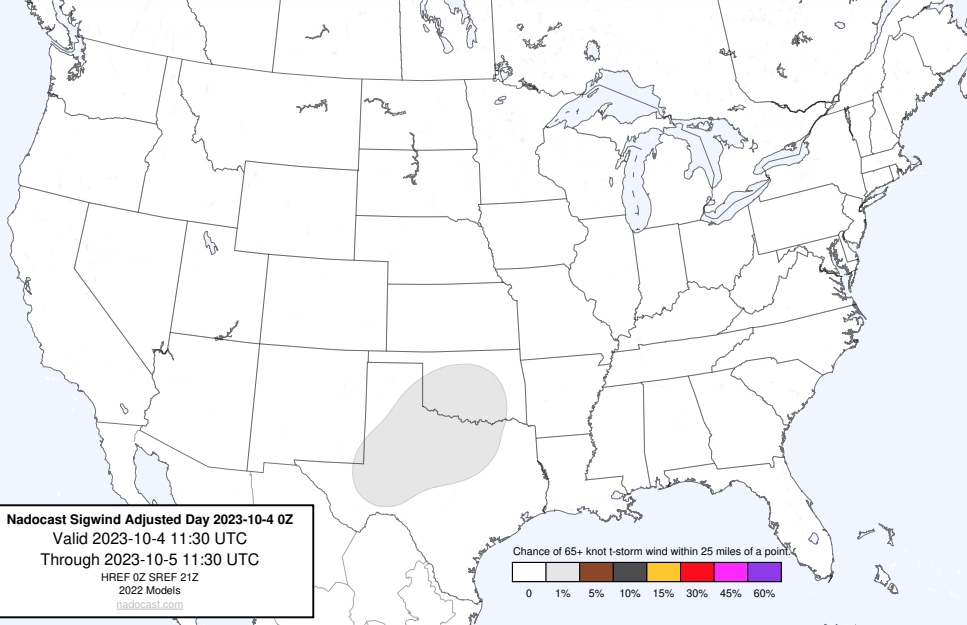 Nadocast Sigwind Adjusted Day 2023-10-4 0Z
Valid 2023-10-4 11:30 UTC
Through 2023-10-5 11:30 UTC
HREF 0Z SREF 21Z
2022 Models
nadocast.com
Chance of 65+ knot t-storm wind within 25 miles of a point.
0 1% 5% 10% 15% 30% 45% 60%